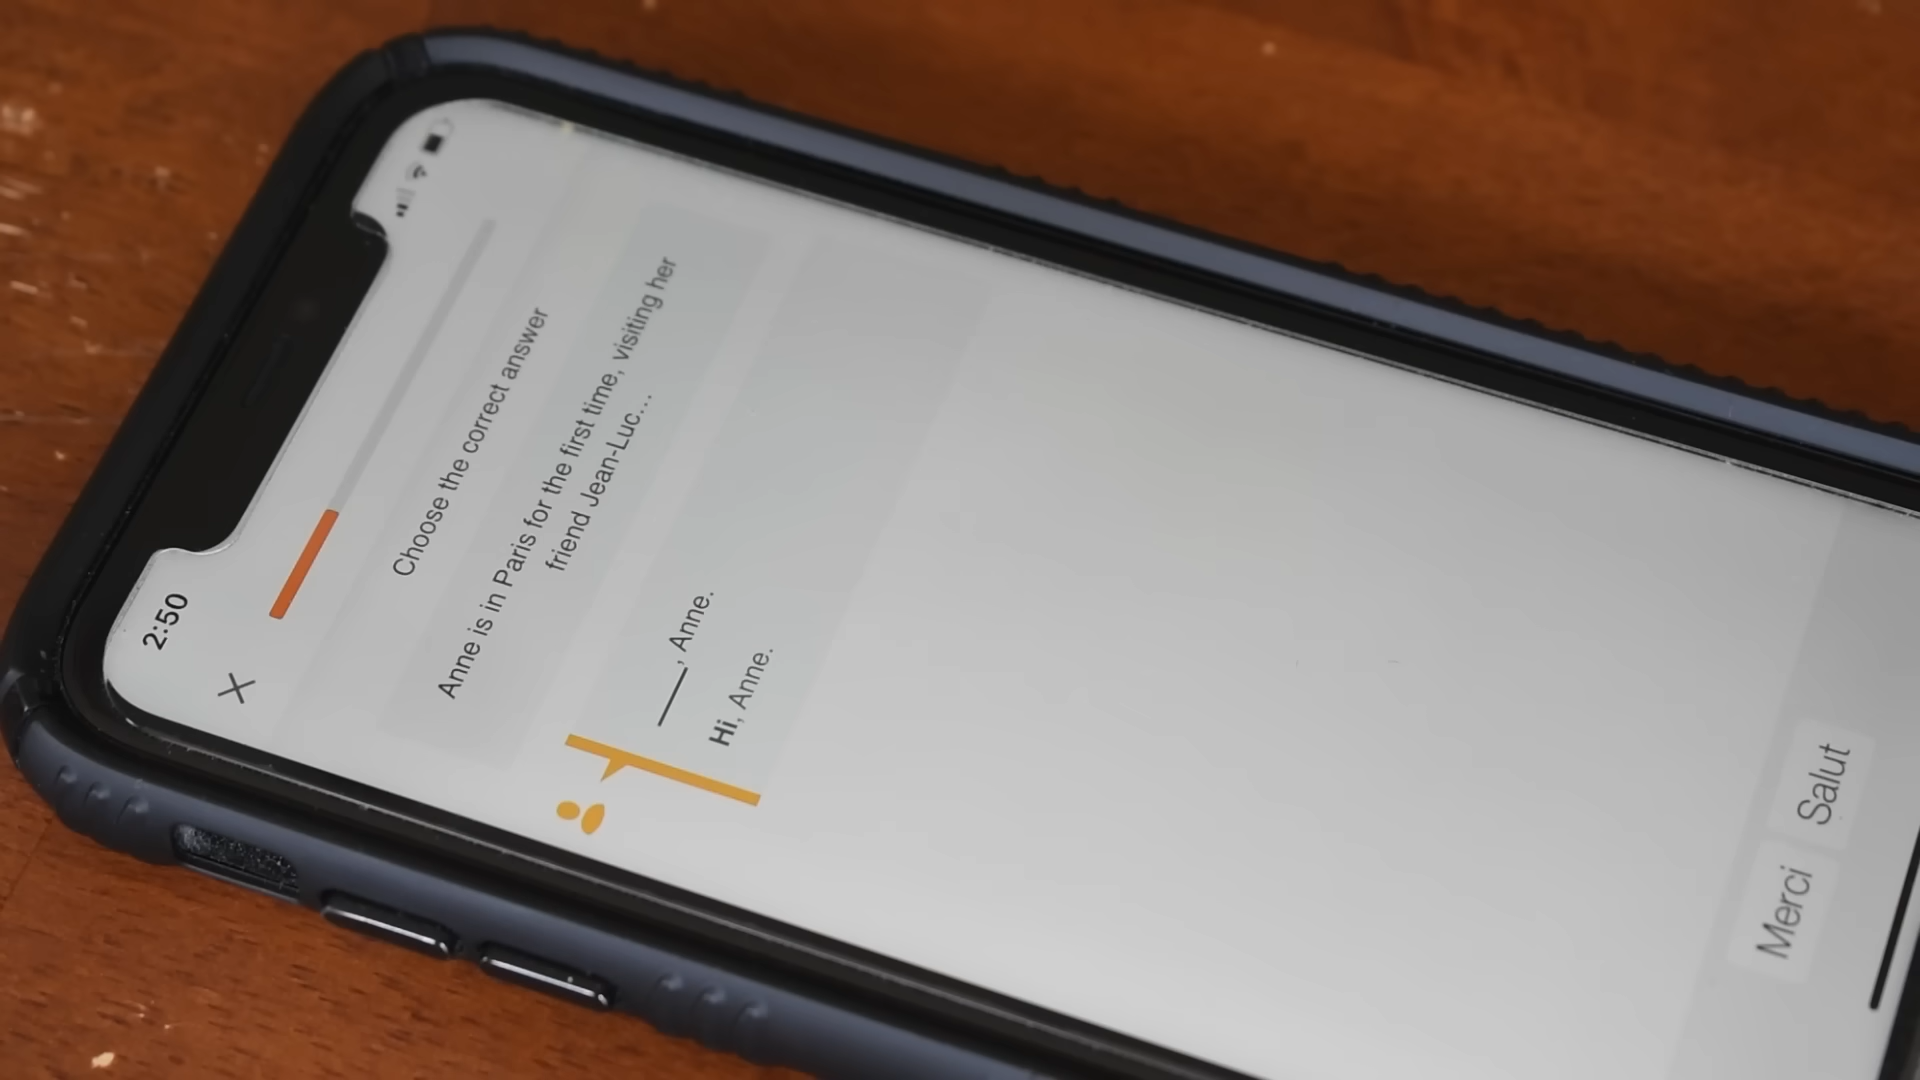 2:50
Choose the correct answer
Anne is in Paris for the first time, visiting her
friend Jean-Luc...
____, Anne.
Hi, Anne.
Merci
Salut